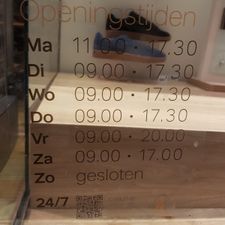 Openingstijden
Ma 11.00 • 17.30
Di 09.00 • 17.30
Wo 09.00 • 17.30
Do 09.00 • 17.30
Vr 09.00 • 20.00
Za 09.00 • 17.00
Zo gesloten
24/7